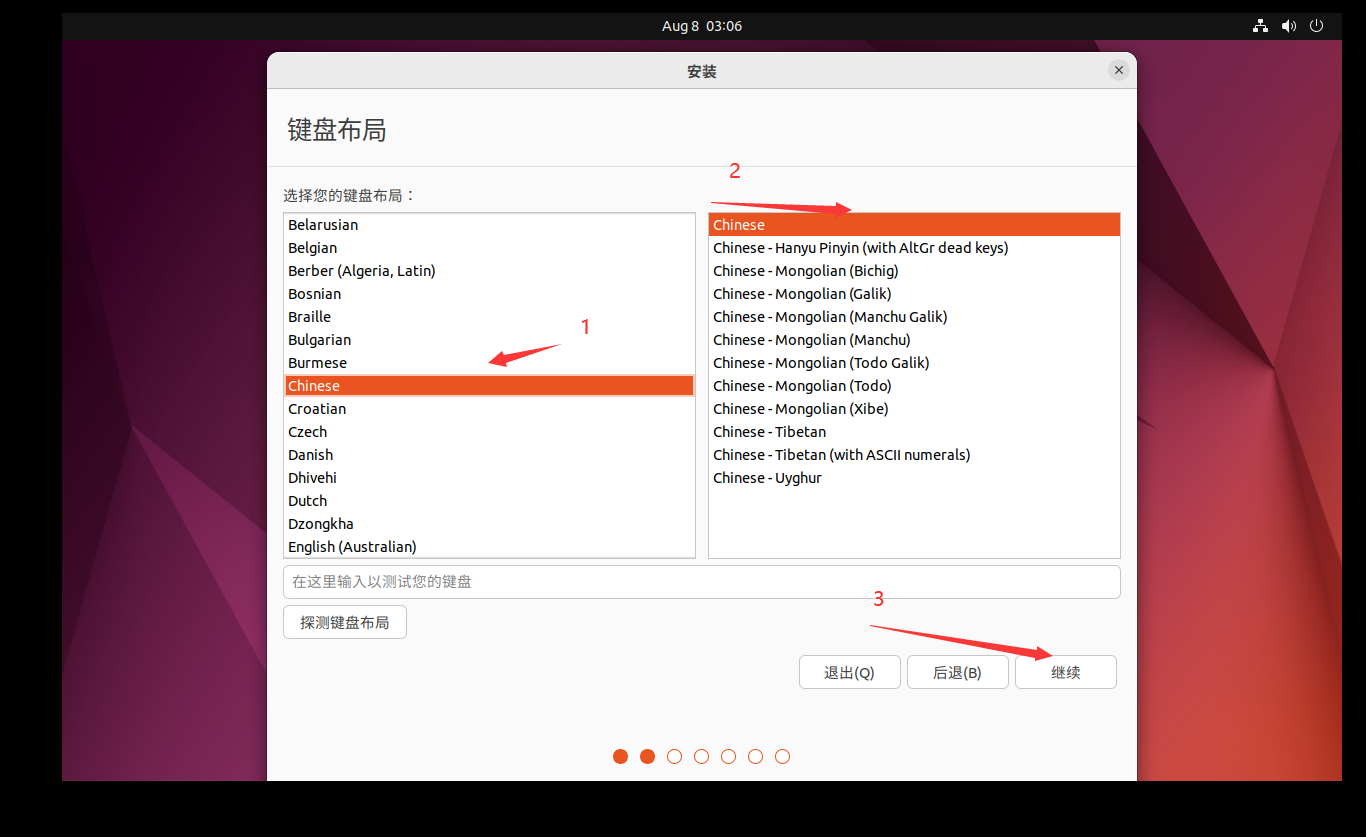 Aug 8 03:06
安装
键盘布局
2
选择您的键盘布局：
Belarusian
Belgian
Berber (Algeria, Latin)
Bosnian
Braille
Bulgarian
Burmese
Chinese
Croatian
Czech
Danish
Dhivehi
Dutch
Dzongkha
English (Australian)
1
Chinese
Chinese - Hanyu Pinyin (with AltGr dead keys)
Chinese - Mongolian (Bichig)
Chinese - Mongolian (Galik)
Chinese - Mongolian (Manchu Galik)
Chinese - Mongolian (Manchu)
Chinese - Mongolian (Todo Galik)
Chinese - Mongolian (Todo)
Chinese - Mongolian (Xibe)
Chinese - Tibetan
Chinese - Tibetan (with ASCII numerals)
Chinese - Uyghur
在这里输入以测试您的键盘
3
探测键盘布局
退出(Q) 后退(B) 继续